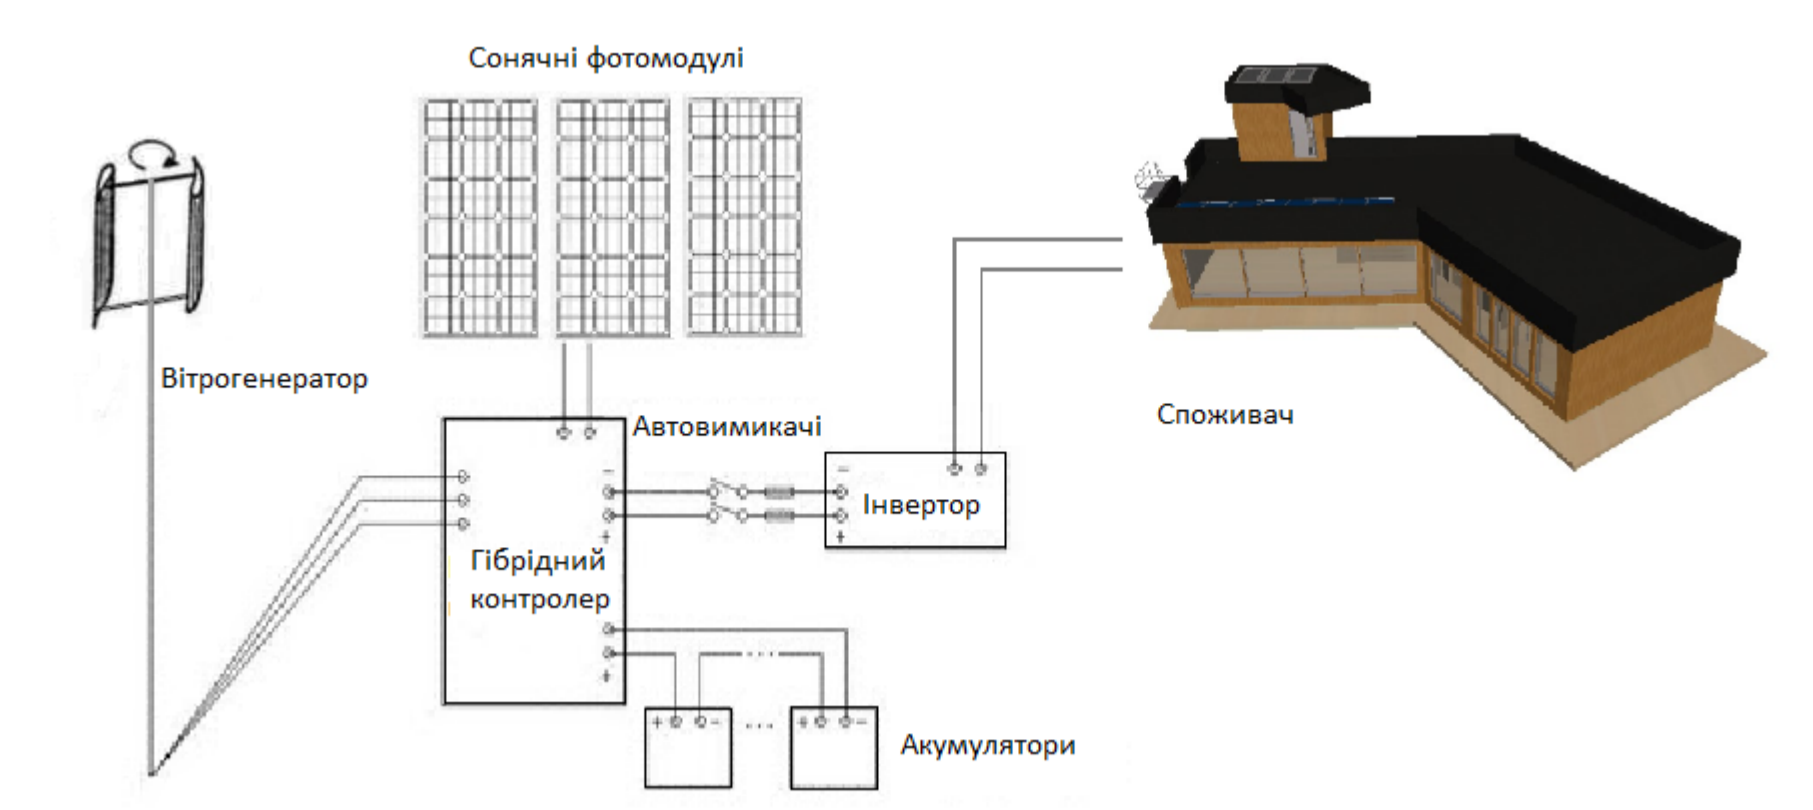 Сонячні фотомодулі
Вітрогенератор
Автовимикачі
Споживач
−
−
Інвертор
+
+
Гібрідний
контролер
+
+ − ... + −
Акумулятори